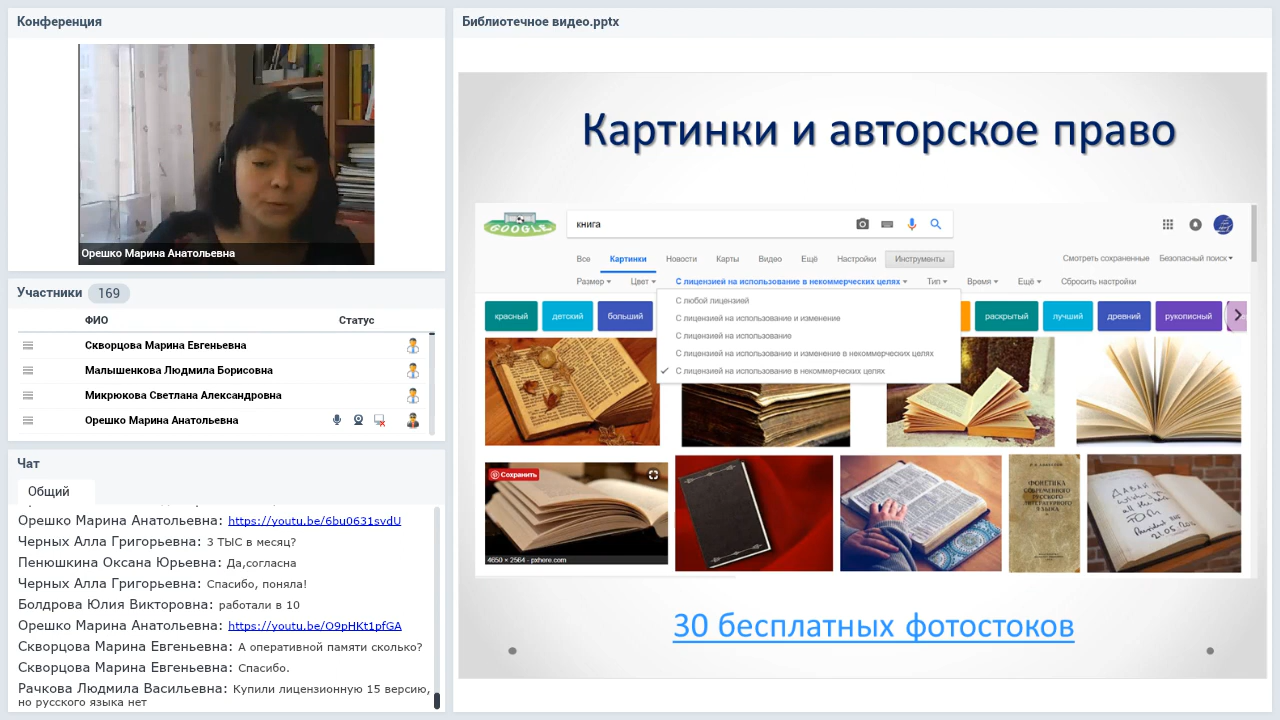 Конференция
Орешко Марина Анатольевна
Участники 169
ФИО Статус
Скворцова Марина Евгеньевна
Малышенкова Людмила Борисовна
Микрюкова Светлана Александровна
Орешко Марина Анатольевна
Чат
Общий
Орешко Марина Анатольевна: https://youtu.be/6bu0631svdU
Черных Алла Григорьевна: 3 ТЫС в месяц?
Пенюшкина Оксана Юрьевна: Да,согласна
Черных Алла Григорьевна: Спасибо, поняла!
Болдрова Юлия Викторовна: работали в 10
Орешко Марина Анатольевна: https://youtu.be/O9pHKt1pfGA
Скворцова Марина Евгеньевна: А оперативной памяти сколько?
Скворцова Марина Евгеньевна: Спасибо.
Рачкова Людмила Васильевна: Купили лицензионную 15 версию,
но русского языка нет
Библиотечное видео.pptx
Картинки и авторское право
GOOGLE
книга
Все Картинки Новости Карты Видео Ещё Настройки Инструменты Смотреть сохраненные Безопасный поиск
Размер Цвет С лицензией на использование в некоммерческих целях Тип Время Ещё Сбросить настройки
С любой лицензией
С лицензией на использование и изменение
С лицензией на использование
С лицензией на использование и изменение в некоммерческих целях
С лицензией на использование в некоммерческих целях
красный детский больший раскрытый лучший древний рукописный
Сохранить
4650 × 2564 - pxhere.com
ФОНЕТИКА
СОВРЕМЕННОГО
РУССКОГО
ЛИТЕРАТУРНОГО
ЯЗЫКА
30 бесплатных фотостоков